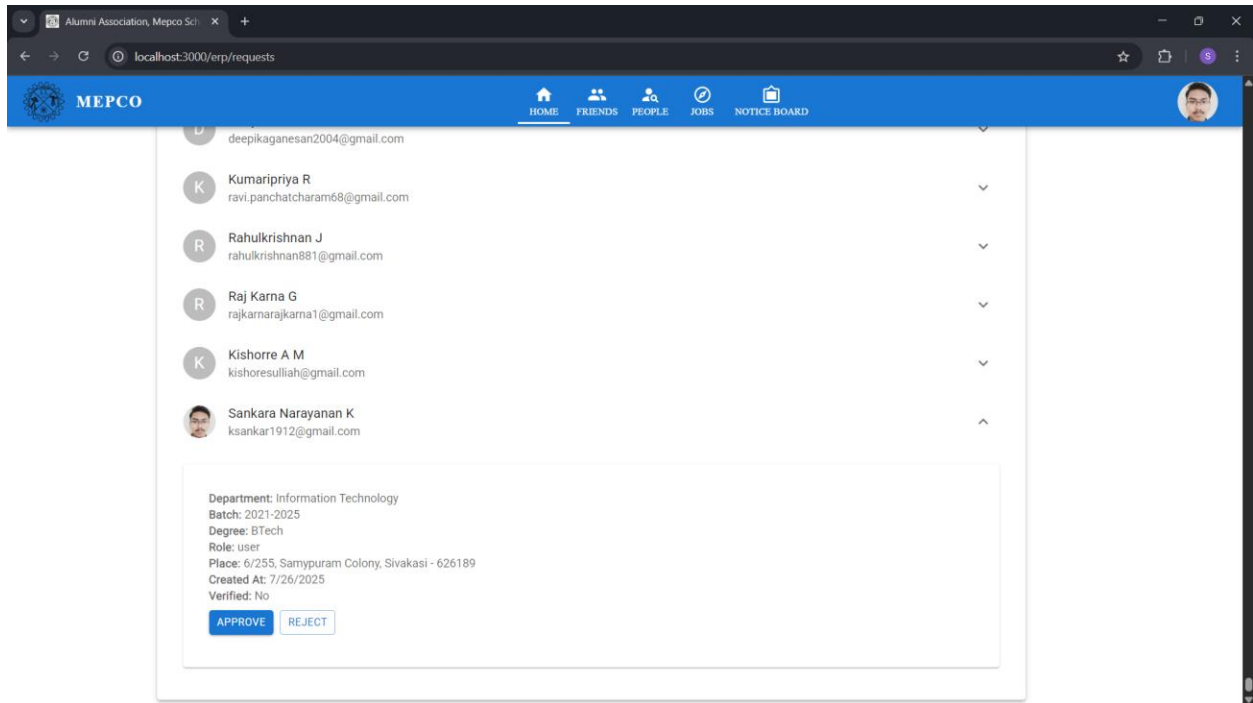 Alumni Association, Mepco Sch
localhost:3000/erp/requests
S
MEPCO
HOME FRIENDS PEOPLE JOBS NOTICE BOARD
D
deepikaganesan2004@gmail.com
K
Kumaripriya R
ravi.panchatcharam68@gmail.com
R
Rahulkrishnan J
rahulkrishnan881@gmail.com
R
Raj Karna G
rajkarnarajkarna1@gmail.com
K
Kishorre A M
kishoresulliah@gmail.com
Sankara Narayanan K
ksankar1912@gmail.com
Department: Information Technology
Batch: 2021-2025
Degree: BTech
Role: user
Place: 6/255, Samypuram Colony, Sivakasi - 626189
Created At: 7/26/2025
Verified: No
APPROVE REJECT